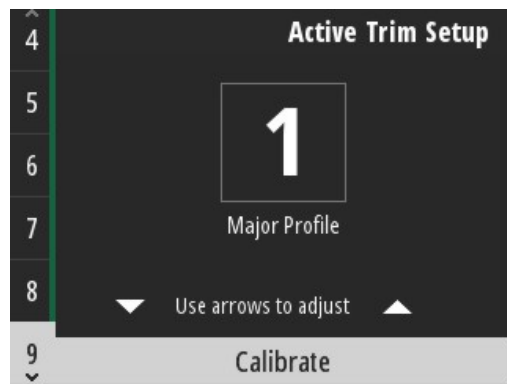 Active Trim Setup
4
5
6
7
8
9
1
Major Profile
Use arrows to adjust
Calibrate